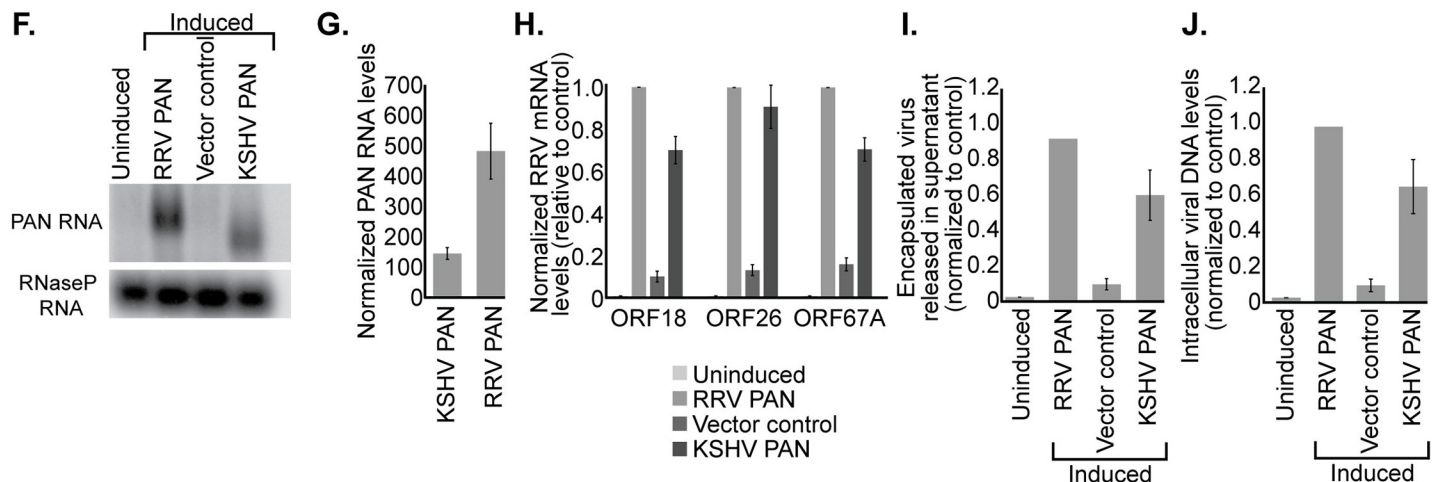 F.
Induced
Uninduced
RRV PAN
Vector control
KSHV PAN
PAN RNA
RNaseP
RNA
G.
Normalized PAN RNA levels
700
600
500
400
300
200
100
0
KSHV PAN
RRV PAN
H.
Normalized RRV mRNA
levels (relative to control)
1.0
0.8
0.6
0.4
0.2
0
ORF18
ORF26
ORF67A
Uninduced
RRV PAN
Vector control
KSHV PAN
I.
Encapsulated virus
released in supernatant
(normalized to control)
1.2
1.0
0.8
0.6
0.4
0.2
0
Uninduced
RRV PAN
Vector control
KSHV PAN
Induced
J.
Intracellular viral DNA levels
(normalized to control)
1.2
1.0
0.8
0.6
0.4
0.2
0
Uninduced
RRV PAN
Vector control
KSHV PAN
Induced